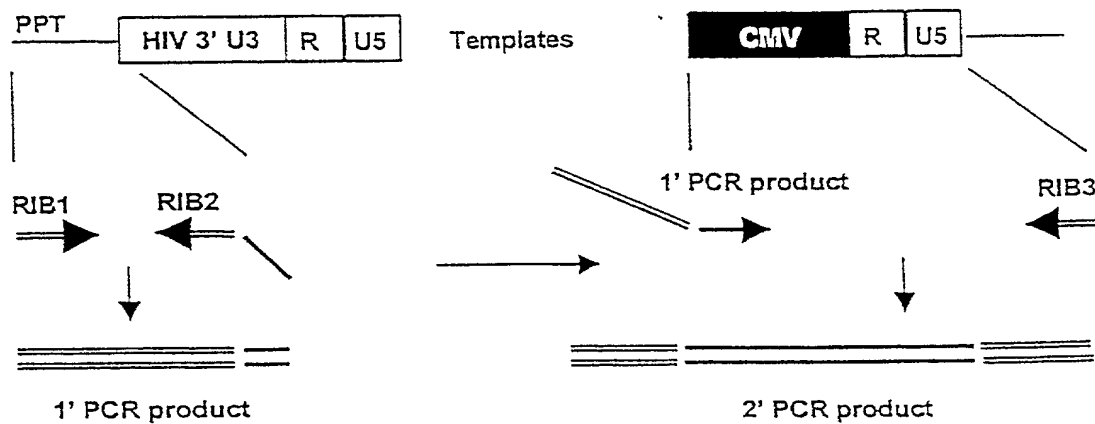 PPT
HIV 3' U3 R U5
Templates
CMV R U5
1' PCR product
RIB1
RIB2
RIB3
1' PCR product
2' PCR product